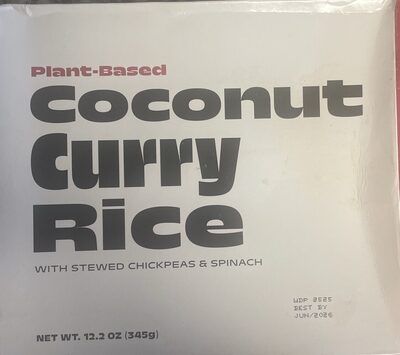 Plant-Based
Coconut
Curry
Rice
WITH STEWED CHICKPEAS & SPINACH
WDP 0525
BEST BY
JUN/2026
NET WT. 12.2 OZ (345g)